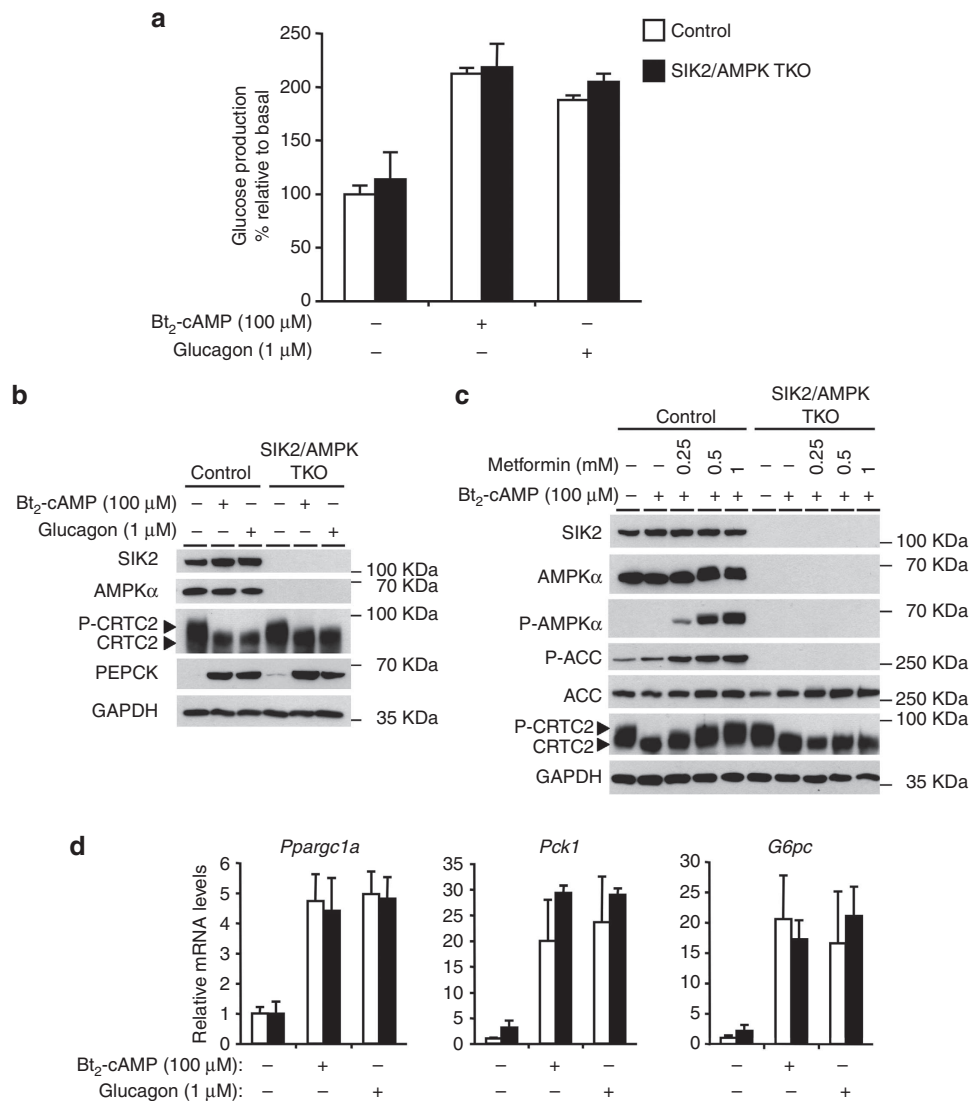 a
250
200
150
100
50
0
Glucose production
% relative to basal
Control
SIK2/AMPK TKO
Bt₂-cAMP (100 μM) – + –
Glucagon (1 μM) – – +
b
Control
SIK2/AMPK
TKO
Bt₂-cAMP (100 μM) – + – – + –
Glucagon (1 μM) – – + – – +
SIK2
100 KDa
AMPKα
70 KDa
P-CRTC2
100 KDa
CRTC2
PEPCK
70 KDa
GAPDH
35 KDa
c
Control
SIK2/AMPK
TKO
Metformin (mM) – – 0.25 0.5 1 – – 0.25 0.5 1
Bt₂-cAMP (100 μM) – + + + + – + + + +
SIK2
100 KDa
AMPKα
70 KDa
P-AMPKα
70 KDa
P-ACC
250 KDa
ACC
250 KDa
P-CRTC2
100 KDa
CRTC2
GAPDH
35 KDa
d
Relative mRNA levels
Ppargc1a
6
5
4
3
2
1
0
Pck1
35
30
25
20
15
10
5
0
G6pc
30
25
20
15
10
5
0
Bt₂-cAMP (100 μM): – + – – + – – + –
Glucagon (1 μM): – – + – – + – – +